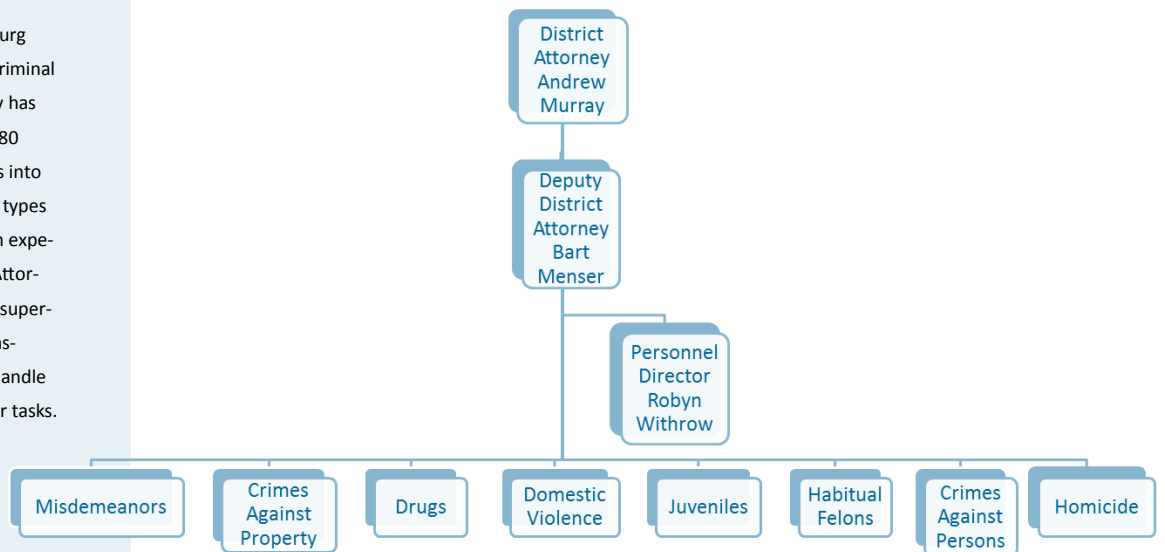 urg
riminal
y has
80
s into
types
n expe-
Attor-
super-
as-
andle
r tasks.
District
Attorney
Andrew
Murray
Deputy
District
Attorney
Bart
Menser
Personnel
Director
Robyn
Withrow
Misdemeanors
Crimes
Against
Property
Drugs
Domestic
Violence
Juveniles
Habitual
Felons
Crimes
Against
Persons
Homicide